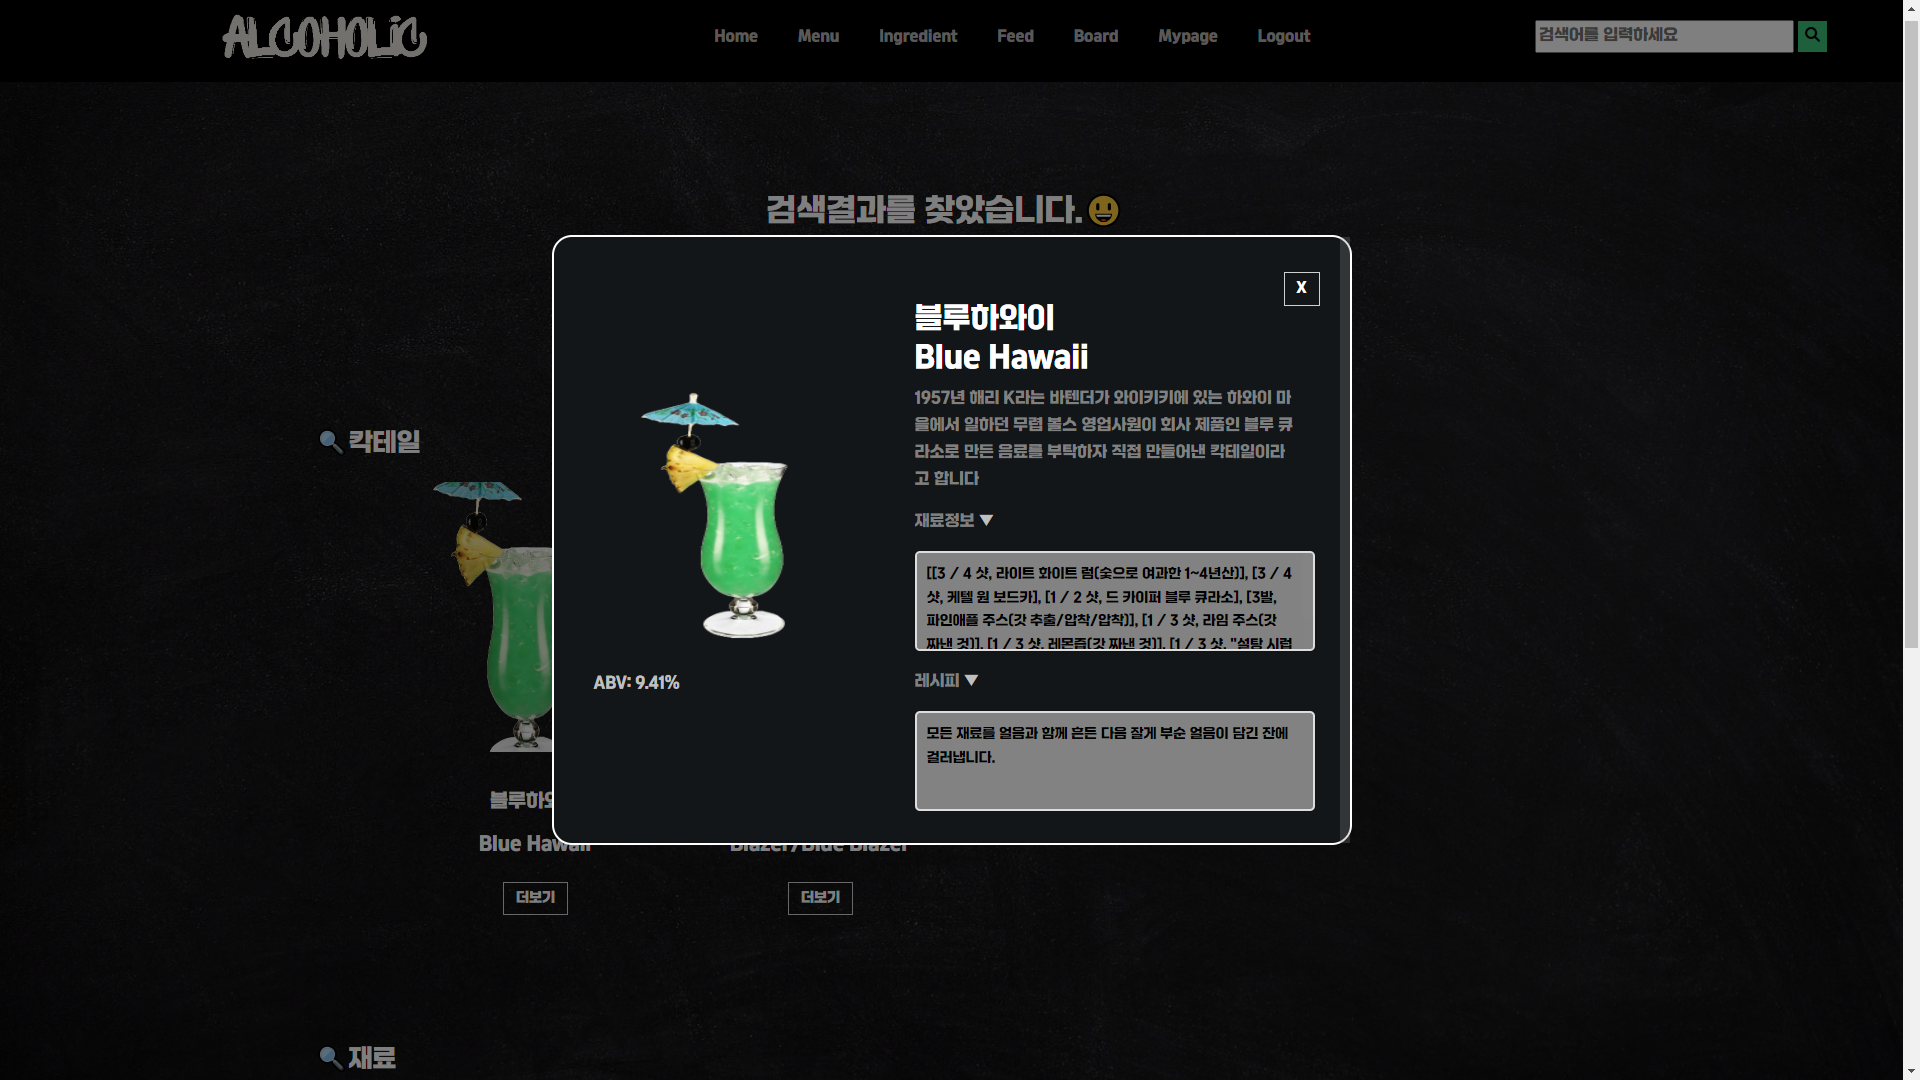 ALCOHOLiC
Home Menu Ingredient Feed Board Mypage Logout
검색어를 입력하세요
검색결과를 찾았습니다.😃
X
블루하와이
Blue Hawaii
1957년 해리 K라는 바텐더가 와이키키에 있는 하와이 마
을에서 일하던 무렵 볼스 영업사원이 회사 제품인 블루 큐
라소로 만든 음료를 부탁하자 직접 만들어낸 칵테일이라
고 합니다
재료정보 ▼
[[3 / 4 샷, 라이트 화이트 럼(숯으로 여과한 1~4년산)], [3 / 4
샷, 케텔 원 보드카], [1 / 2 샷, 드 카이퍼 블루 큐라소], [3발,
파인애플 주스(갓 추출/압착/압착)], [1 / 3 샷, 라임 주스(갓
짜낸 것)], [1 / 3 샷, 레몬즙(갓 짜낸 것)], [1 / 3 샷, "설탕 시럽
레시피 ▼
모든 재료를 얼음과 함께 흔든 다음 잘게 부순 얼음이 담긴 잔에
걸러냅니다.
ABV: 9.41%
🔍 칵테일
블루하와
Blue Hawaii
Blazer/Blue Blazer
더보기
더보기
🔍 재료